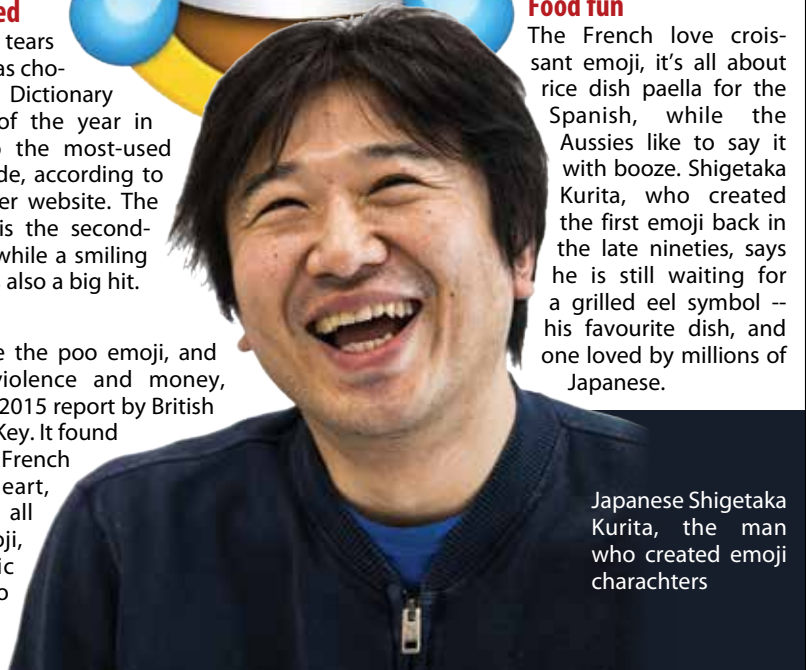 ed
tears
as cho-
Dictionary
of the year in
the most-used
de, according to
er website. The
is the second-
while a smiling
also a big hit.
e the poo emoji, and
violence and money,
2015 report by British
Key. It found
French
eart,
all
ji,
ic
o
Food fun
The French love crois-
sant emoji, it's all about
rice dish paella for the
Spanish, while the
Aussies like to say it
with booze. Shigetaka
Kurita, who created
the first emoji back in
the late nineties, says
he is still waiting for
a grilled eel symbol --
his favourite dish, and
one loved by millions of
Japanese.
Japanese Shigetaka
Kurita, the man
who created emoji
charachters